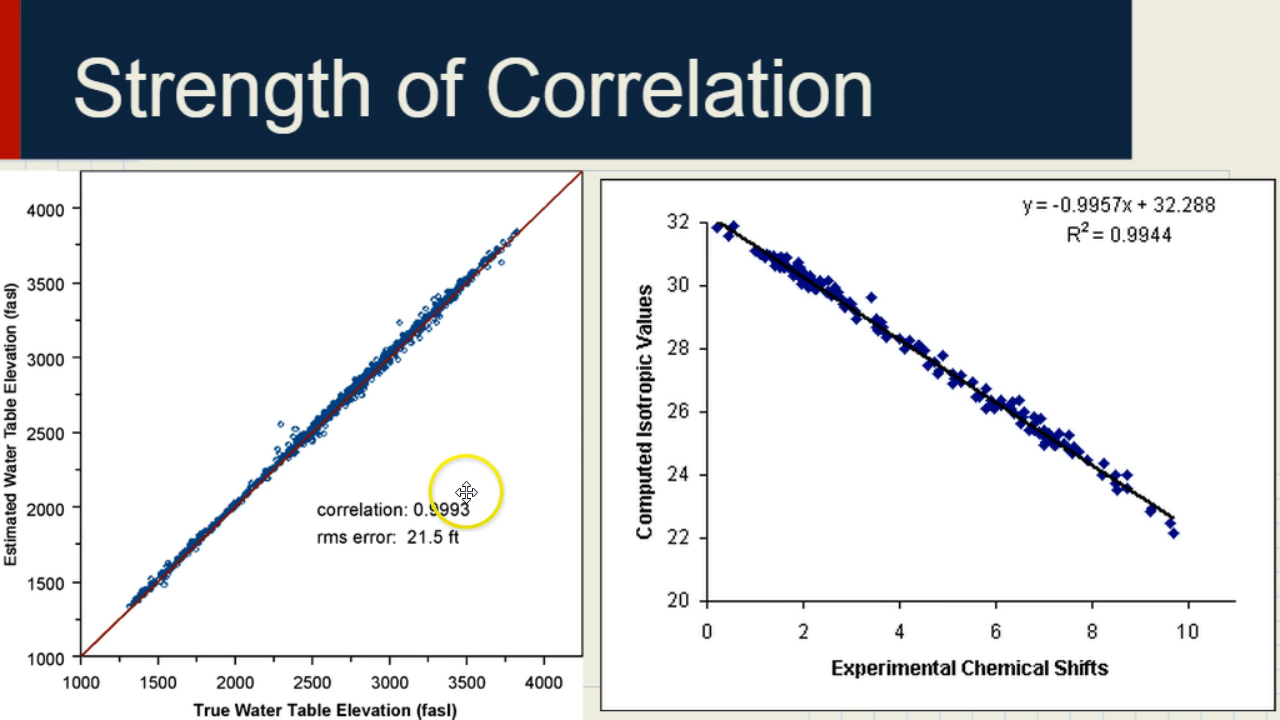 Strength of Correlation
4000
3500
3000
2500
2000
1500
1000
1000 1500 2000 2500 3000 3500 4000
Estimated Water Table Elevation (fasl)
True Water Table Elevation (fasl)
correlation: 0.9993
rms error: 21.5 ft
y = -0.9957x + 32.288
R² = 0.9944
32
30
28
26
24
22
20
0 2 4 6 8 10
Computed Isotropic Values
Experimental Chemical Shifts